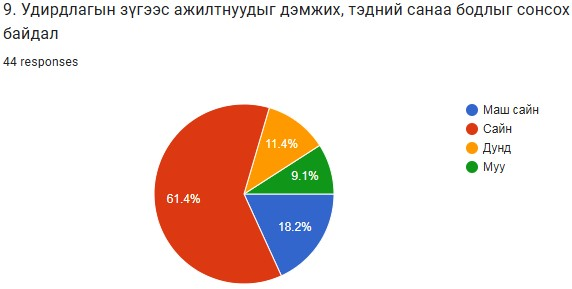 9. Удирдлагын зүгээс ажилтнуудыг дэмжих, тэдний санаа бодлыг сонсох
байдал
44 responses
Маш сайн
Сайн
Дунд
Муу
11.4%
9.1%
61.4%
18.2%